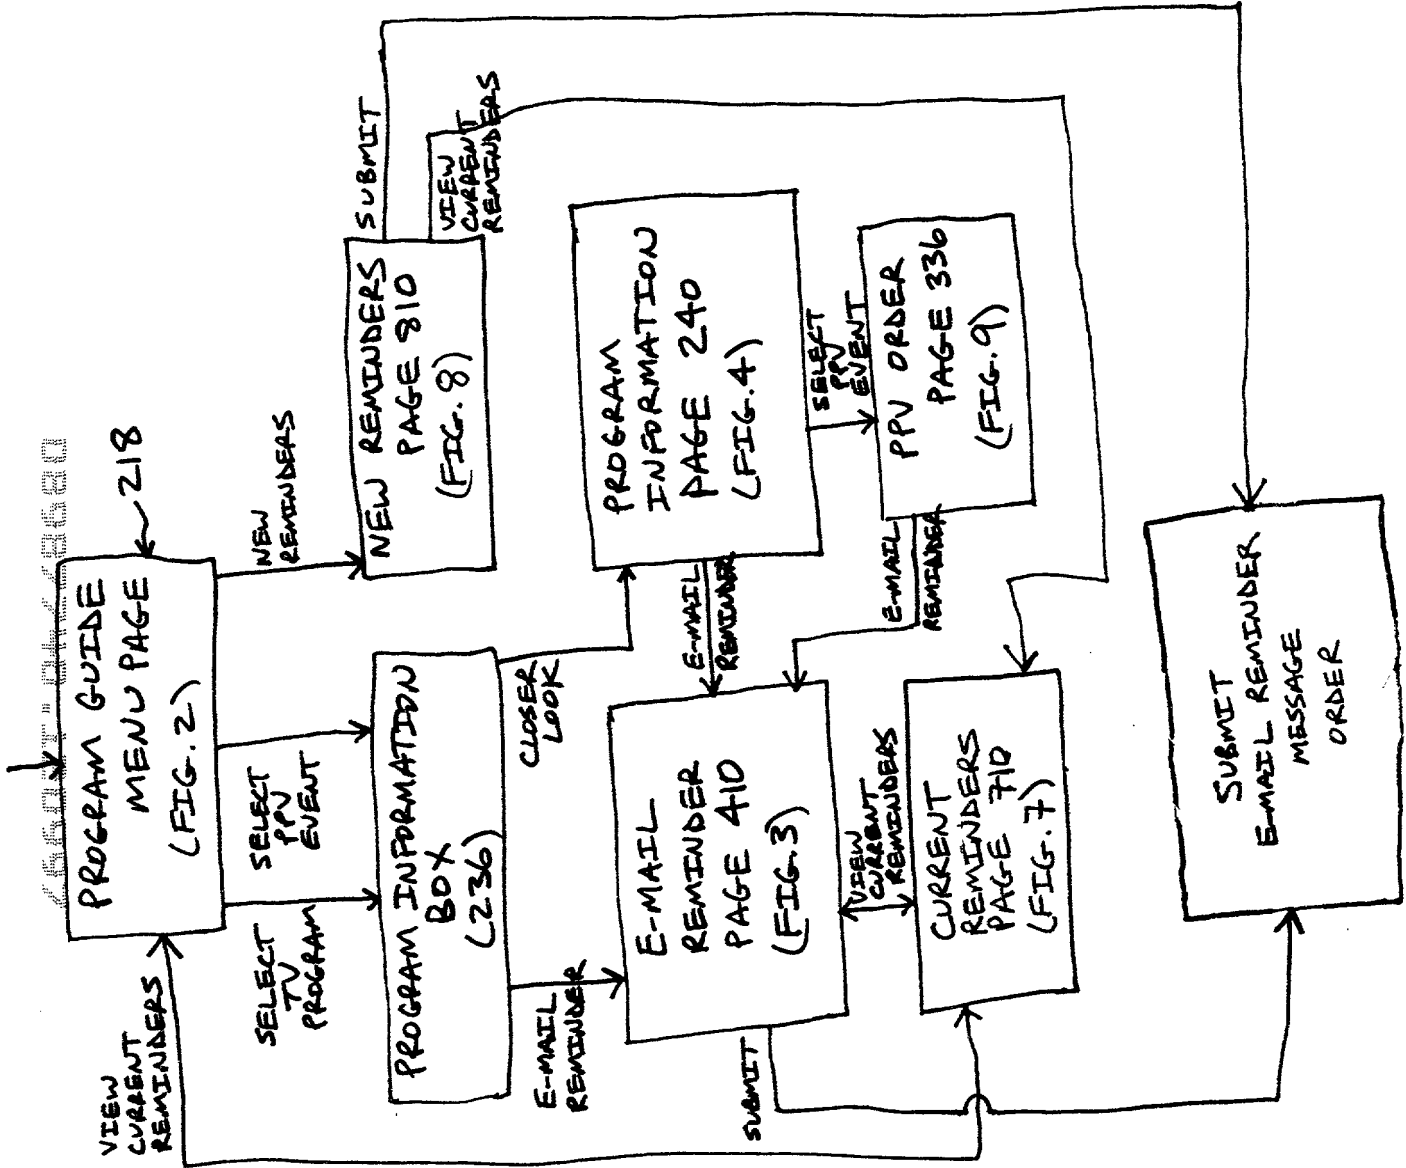 218
PROGRAM GUIDE
MENU PAGE
(FIG. 2)
VIEW
CURRENT
REMINDERS
SELECT
TV
PROGRAM
SELECT
PPV
EVENT
NEW
REMINDERS
PROGRAM INFORMATION
BOX
(236)
NEW REMINDERS
PAGE 810
(FIG. 8)
SUBMIT
VIEW
CURRENT
REMINDERS
E-MAIL
REMINDER
CLOSER
LOOK
PROGRAM
INFORMATION
PAGE 240
(FIG. 4)
E-MAIL
REMINDER
SELECT
PPV
EVENT
E-MAIL
REMINDER
PAGE 410
(FIG. 3)
PPV ORDER
PAGE 336
(FIG. 9)
E-MAIL
REMINDER
SUBMIT
VIEW
CURRENT
REMINDERS
CURRENT
REMINDERS
PAGE 710
(FIG. 7)
SUBMIT
E-MAIL REMINDER
MESSAGE
ORDER